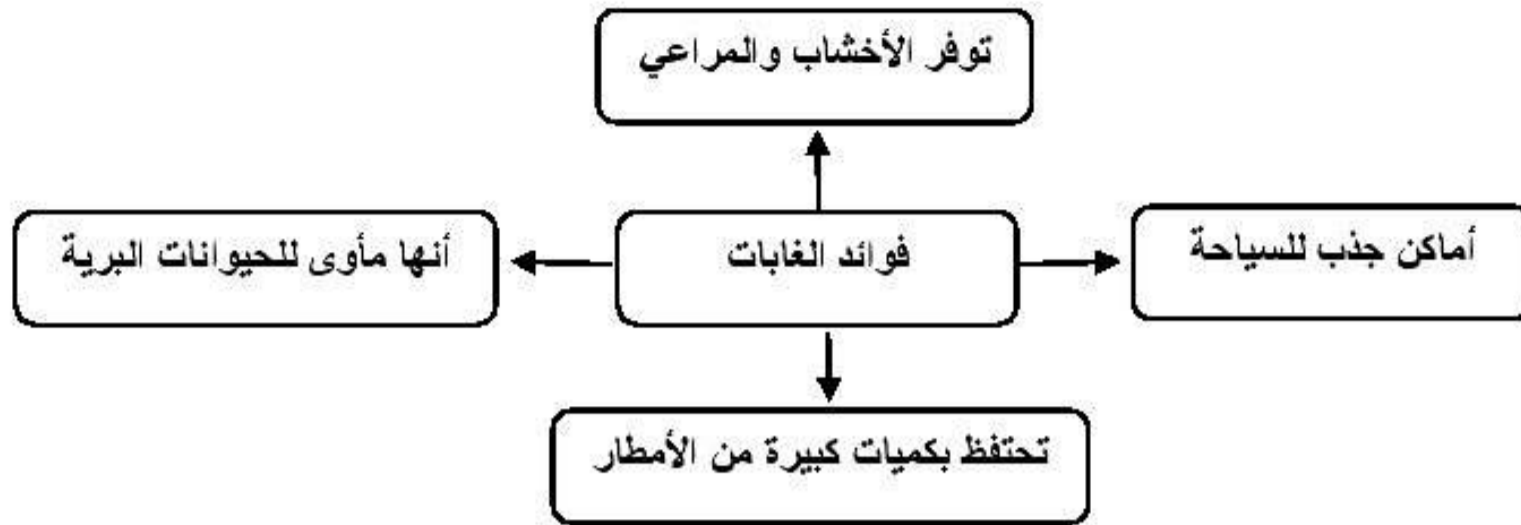 توفر الأخشاب والمراعي
أماكن جذب للسياحة
فوائد الغابات
أنها مأوى للحيوانات البرية
تحتفظ بكميات كبيرة من الأمطار